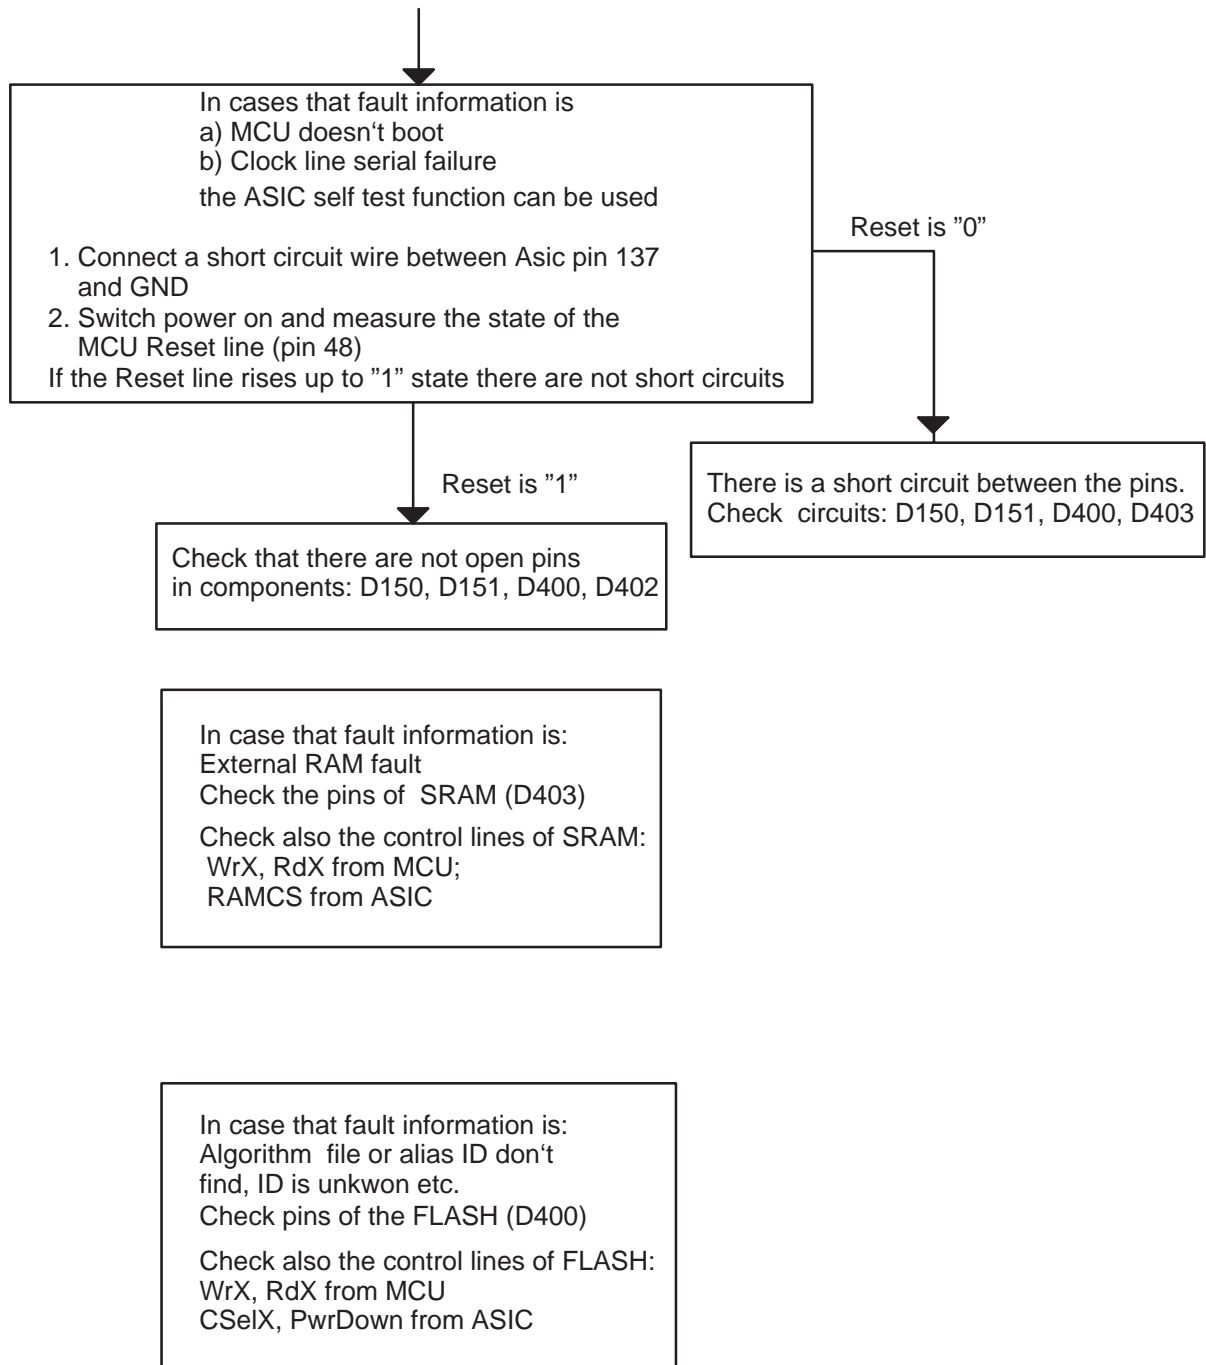 In cases that fault information is
a) MCU doesn‘t boot
b) Clock line serial failure
the ASIC self test function can be used
1. Connect a short circuit wire between Asic pin 137
and GND
2. Switch power on and measure the state of the
MCU Reset line (pin 48)
If the Reset line rises up to ”1” state there are not short circuits
Reset is ”0”
Reset is ”1”
There is a short circuit between the pins.
Check circuits: D150, D151, D400, D403
Check that there are not open pins
in components: D150, D151, D400, D402
In case that fault information is:
External RAM fault
Check the pins of SRAM (D403)
Check also the control lines of SRAM:
WrX, RdX from MCU;
RAMCS from ASIC
In case that fault information is:
Algorithm file or alias ID don‘t
find, ID is unkwon etc.
Check pins of the FLASH (D400)
Check also the control lines of FLASH:
WrX, RdX from MCU
CSelX, PwrDown from ASIC